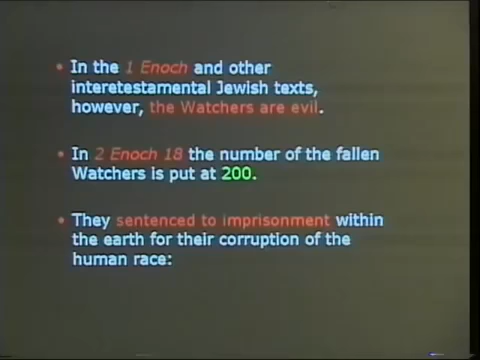 • In the 1 Enoch and other
interetestamental Jewish texts,
however, the Watchers are evil.
• In 2 Enoch 18 the number of the fallen
Watchers is put at 200.
• They sentenced to imprisonment within
the earth for their corruption of the
human race: